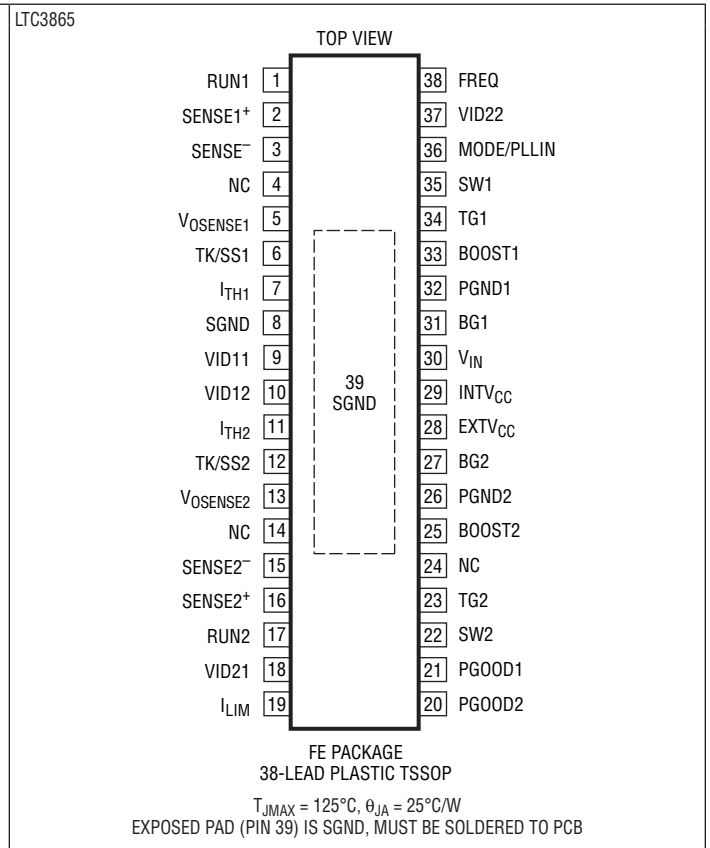 LTC3865
TOP VIEW
RUN1 1
SENSE1+ 2
SENSE– 3
NC 4
VOSENSE1 5
TK/SS1 6
ITH1 7
SGND 8
VID11 9
VID12 10
ITH2 11
TK/SS2 12
VOSENSE2 13
NC 14
SENSE2– 15
SENSE2+ 16
RUN2 17
VID21 18
ILIM 19
39
SGND
38 FREQ
37 VID22
36 MODE/PLLIN
35 SW1
34 TG1
33 BOOST1
32 PGND1
31 BG1
30 VIN
29 INTVCC
28 EXTVCC
27 BG2
26 PGND2
25 BOOST2
24 NC
23 TG2
22 SW2
21 PGOOD1
20 PGOOD2
FE PACKAGE
38-LEAD PLASTIC TSSOP
TJMAX = 125°C, θJA = 25°C/W
EXPOSED PAD (PIN 39) IS SGND, MUST BE SOLDERED TO PCB